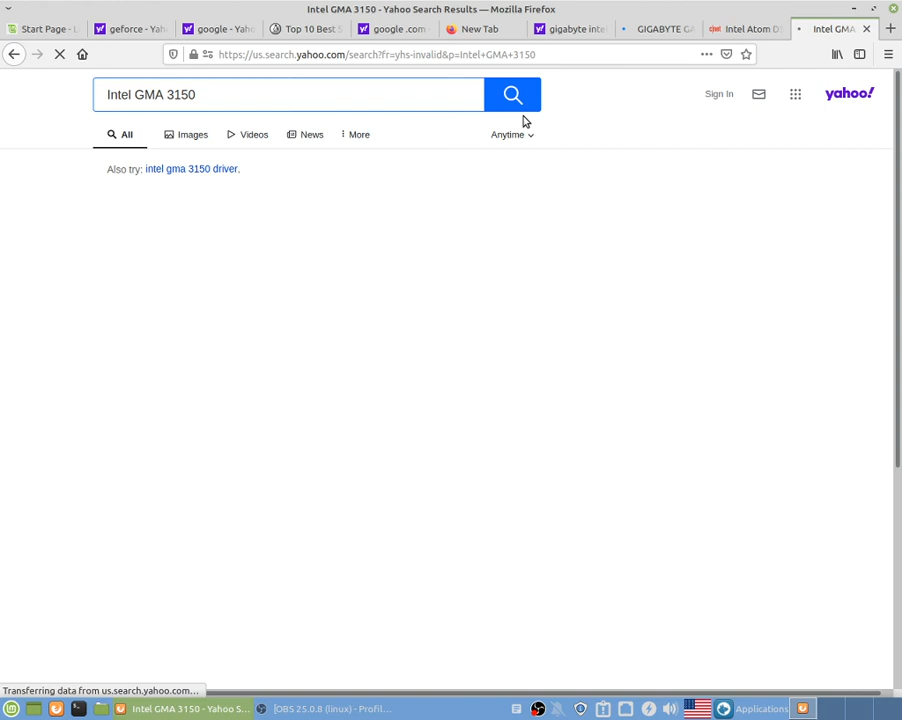 Intel GMA 3150 - Yahoo Search Results — Mozilla Firefox
Start Page - L
geforce - Yah
google - Yaho
Top 10 Best S
google .com -
New Tab
gigabyte inte
GIGABYTE GA
cnet
Intel Atom D5
Intel GMA
https://us.search.yahoo.com/search?fr=yhs-invalid&p=Intel+GMA+3150
Intel GMA 3150
Sign In
yahoo!
All
Images
Videos
News
More
Anytime
Also try: intel gma 3150 driver.
Transferring data from us.search.yahoo.com...
Intel GMA 3150 - Yahoo S...
[OBS 25.0.8 (linux) - Profil...
Applications